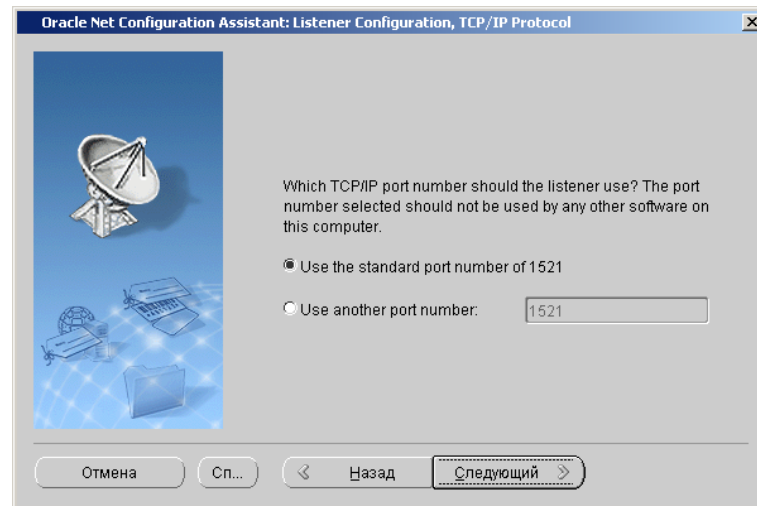 Oracle Net Configuration Assistant: Listener Configuration, TCP/IP Protocol
Which TCP/IP port number should the listener use? The port
number selected should not be used by any other software on
this computer.
Use the standard port number of 1521
Use another port number: 1521
Отмена Сп... Назад Следующий